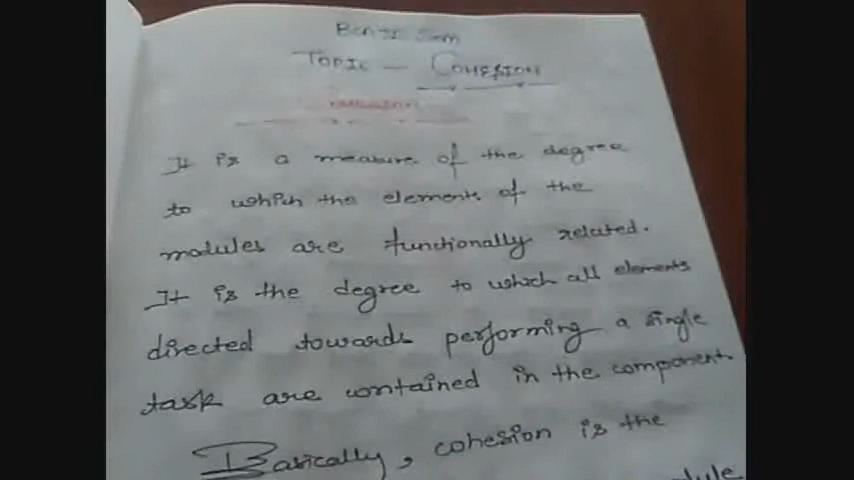 Topic - Cohesion
It is a measure of the degree
to which the elements of the
modules are functionally related.
It is the degree to which all elements
directed towards performing a single
task are contained in the component
Basically, cohesion is the